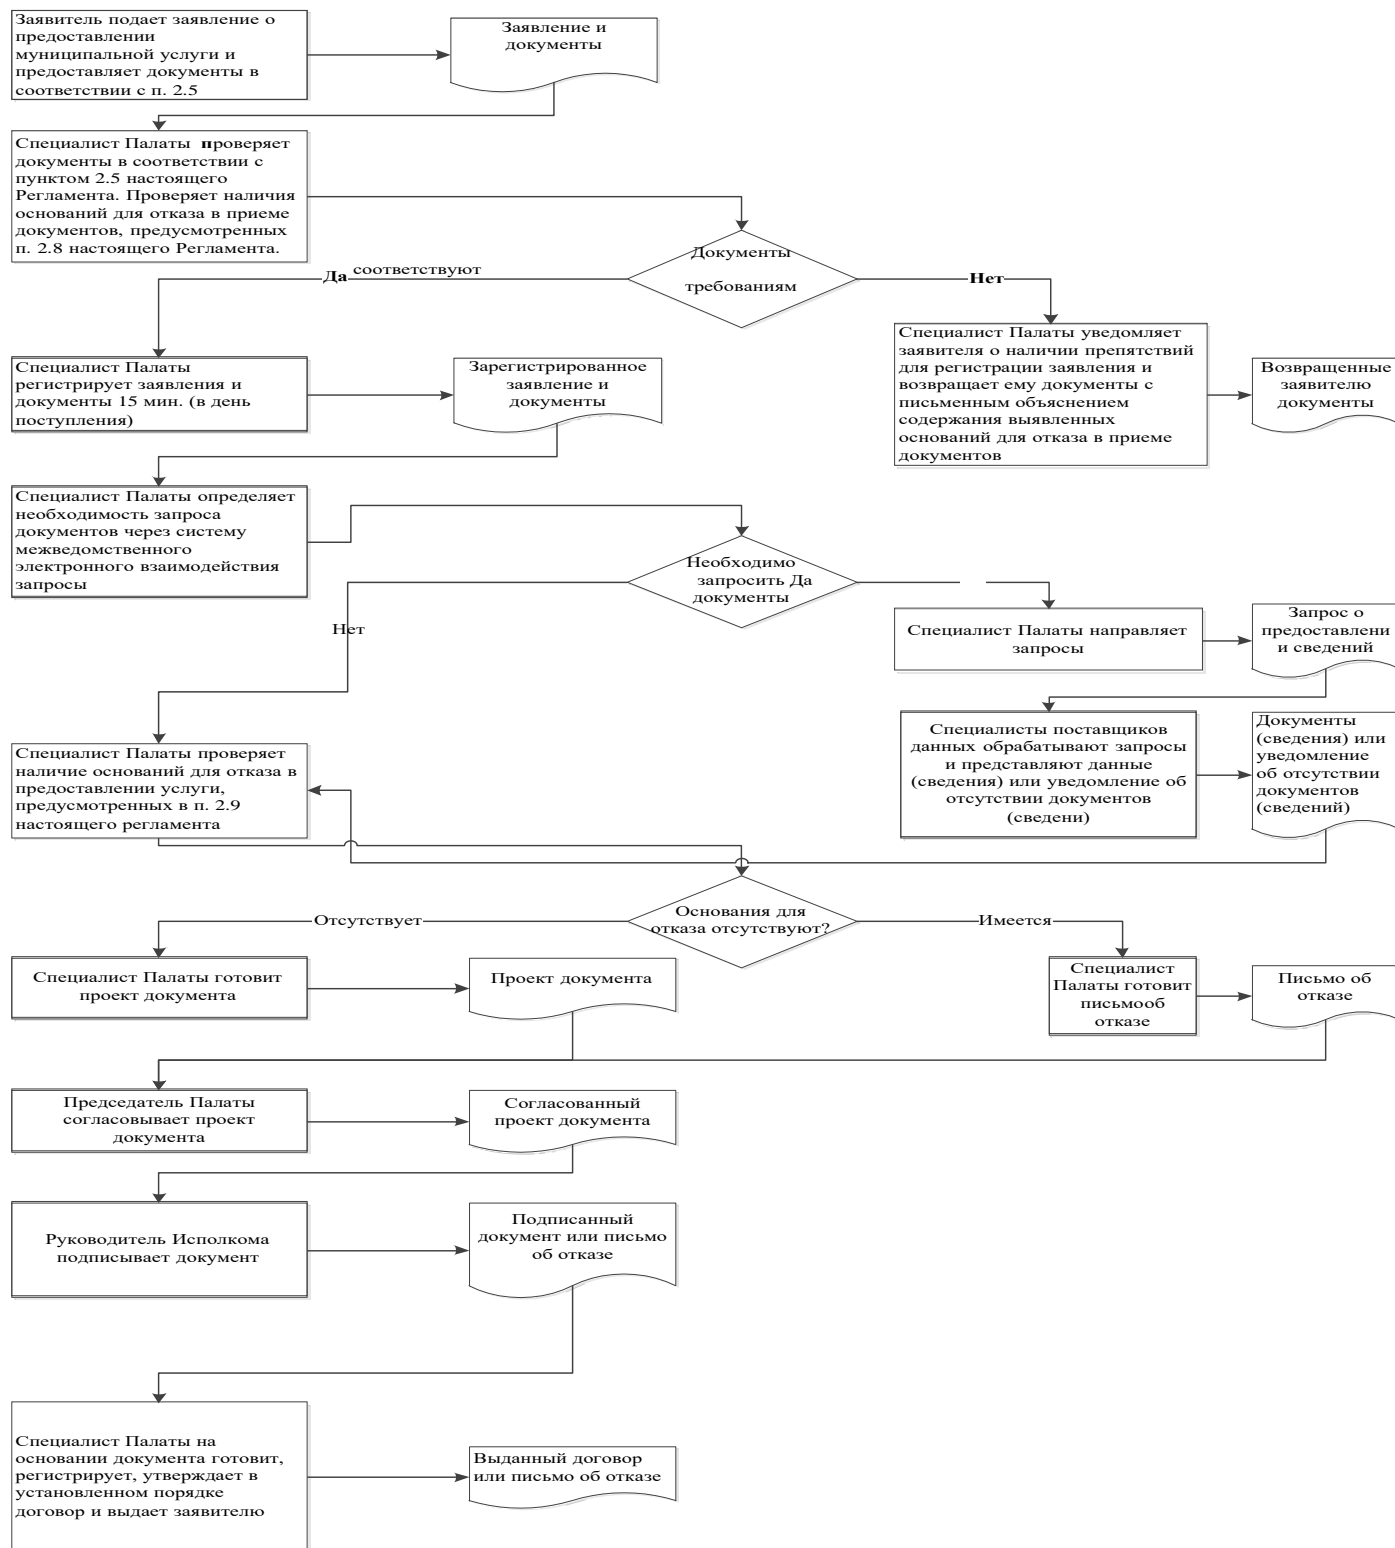 Заявитель подает заявление о
предоставлении
муниципальной услуги и
предоставляет документы в
соответствии с п. 2.5
Заявление и
документы
Специалист Палаты проверяет
документы в соответствии с
пунктом 2.5 настоящего
Регламента. Проверяет наличия
оснований для отказа в приеме
документов, предусмотренных
п. 2.8 настоящего Регламента.
Документы
требованиям
Да
соответствуют
Нет
Специалист Палаты
регистрирует заявления и
документы 15 мин. (в день
поступления)
Зарегистрированное
заявление и
документы
Специалист Палаты уведомляет
заявителя о наличии препятствий
для регистрации заявления и
возвращает ему документы с
письменным объяснением
содержания выявленных
оснований для отказа в приеме
документов
Возвращенные
заявителю
документы
Специалист Палаты определяет
необходимость запроса
документов через систему
межведомственного
электронного взаимодействия
запросы
Необходимо
запросить Да
документы
Нет
Специалист Палаты направляет
запросы
Запрос о
предоставлени
и сведений
Специалисты поставщиков
данных обрабатывают запросы
и представляют данные
(сведения) или уведомление об
отсутствии документов
(сведени)
Документы
(сведения) или
уведомление
об отсутствии
документов
(сведений)
Специалист Палаты проверяет
наличие оснований для отказа в
предоставлении услуги,
предусмотренных в п. 2.9
настоящего регламента
Основания для
отказа отсутствуют?
Отсутствует
Имеется
Специалист Палаты готовит
проект документа
Проект документа
Специалист
Палаты готовит
письмооб
отказе
Письмо об
отказе
Председатель Палаты
согласовывает проект
документа
Согласованный
проект документа
Руководитель Исполкома
подписывает документ
Подписанный
документ или письмо
об отказе
Специалист Палаты на
основании документа готовит,
регистрирует, утверждает в
установленном порядке
договор и выдает заявителю
Выданный договор
или письмо об отказе